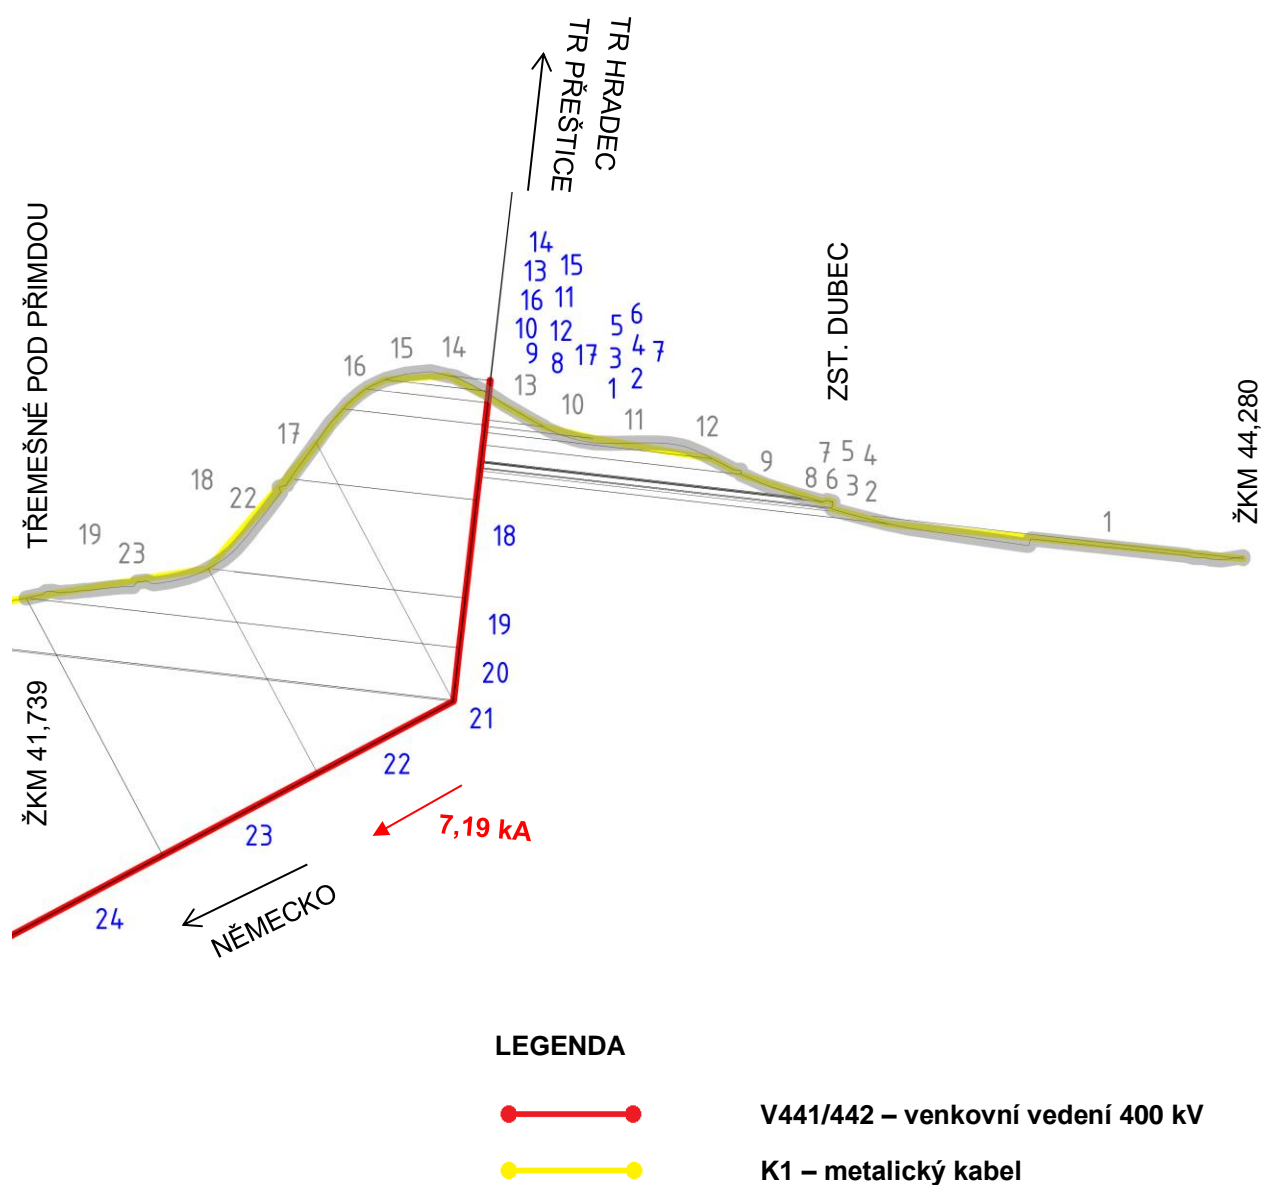 TR HRADEC
TR PŘEŠTICE
TŘEMEŠNÉ POD PŘIMDOU
ZST. DUBEC
ŽKM 44,280
ŽKM 41,739
14
13 15
16 11
10 12
9 8 17
5 6
3 4 7
1 2
19
23
18
22
17
16
15
14
13
10
11
12
9
7 5 4
8 6 3 2
1
18
19
20
21
22
23
24
7,19 kA
NĚMECKO
LEGENDA
V441/442 – venkovní vedení 400 kV
K1 – metalický kabel